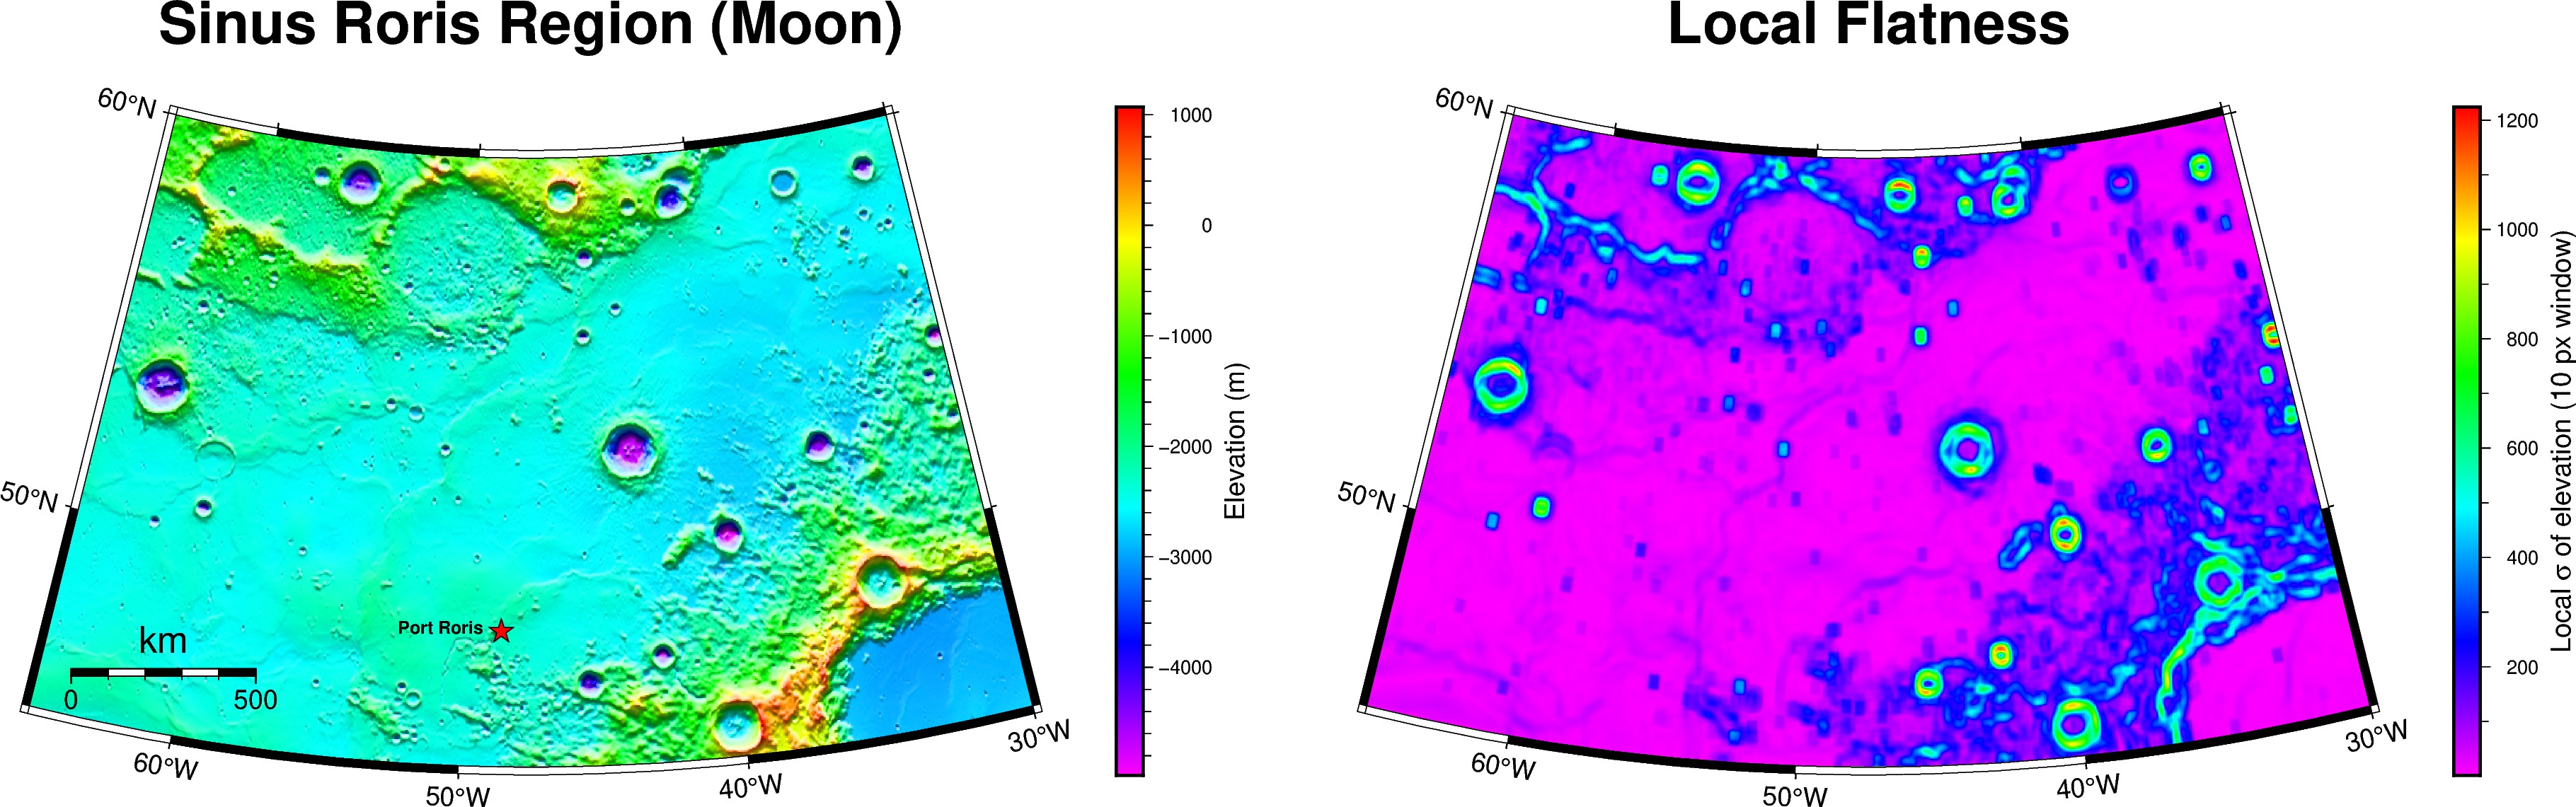 Sinus Roris Region (Moon)
60°N
50°N
Port Roris
km
0 500
60°W
50°W
40°W
30°W
1000
0
−1000
−2000
−3000
−4000
Elevation (m)
Local Flatness
60°N
50°N
60°W
50°W
40°W
30°W
1200
1000
800
600
400
200
Local σ of elevation (10 px window)